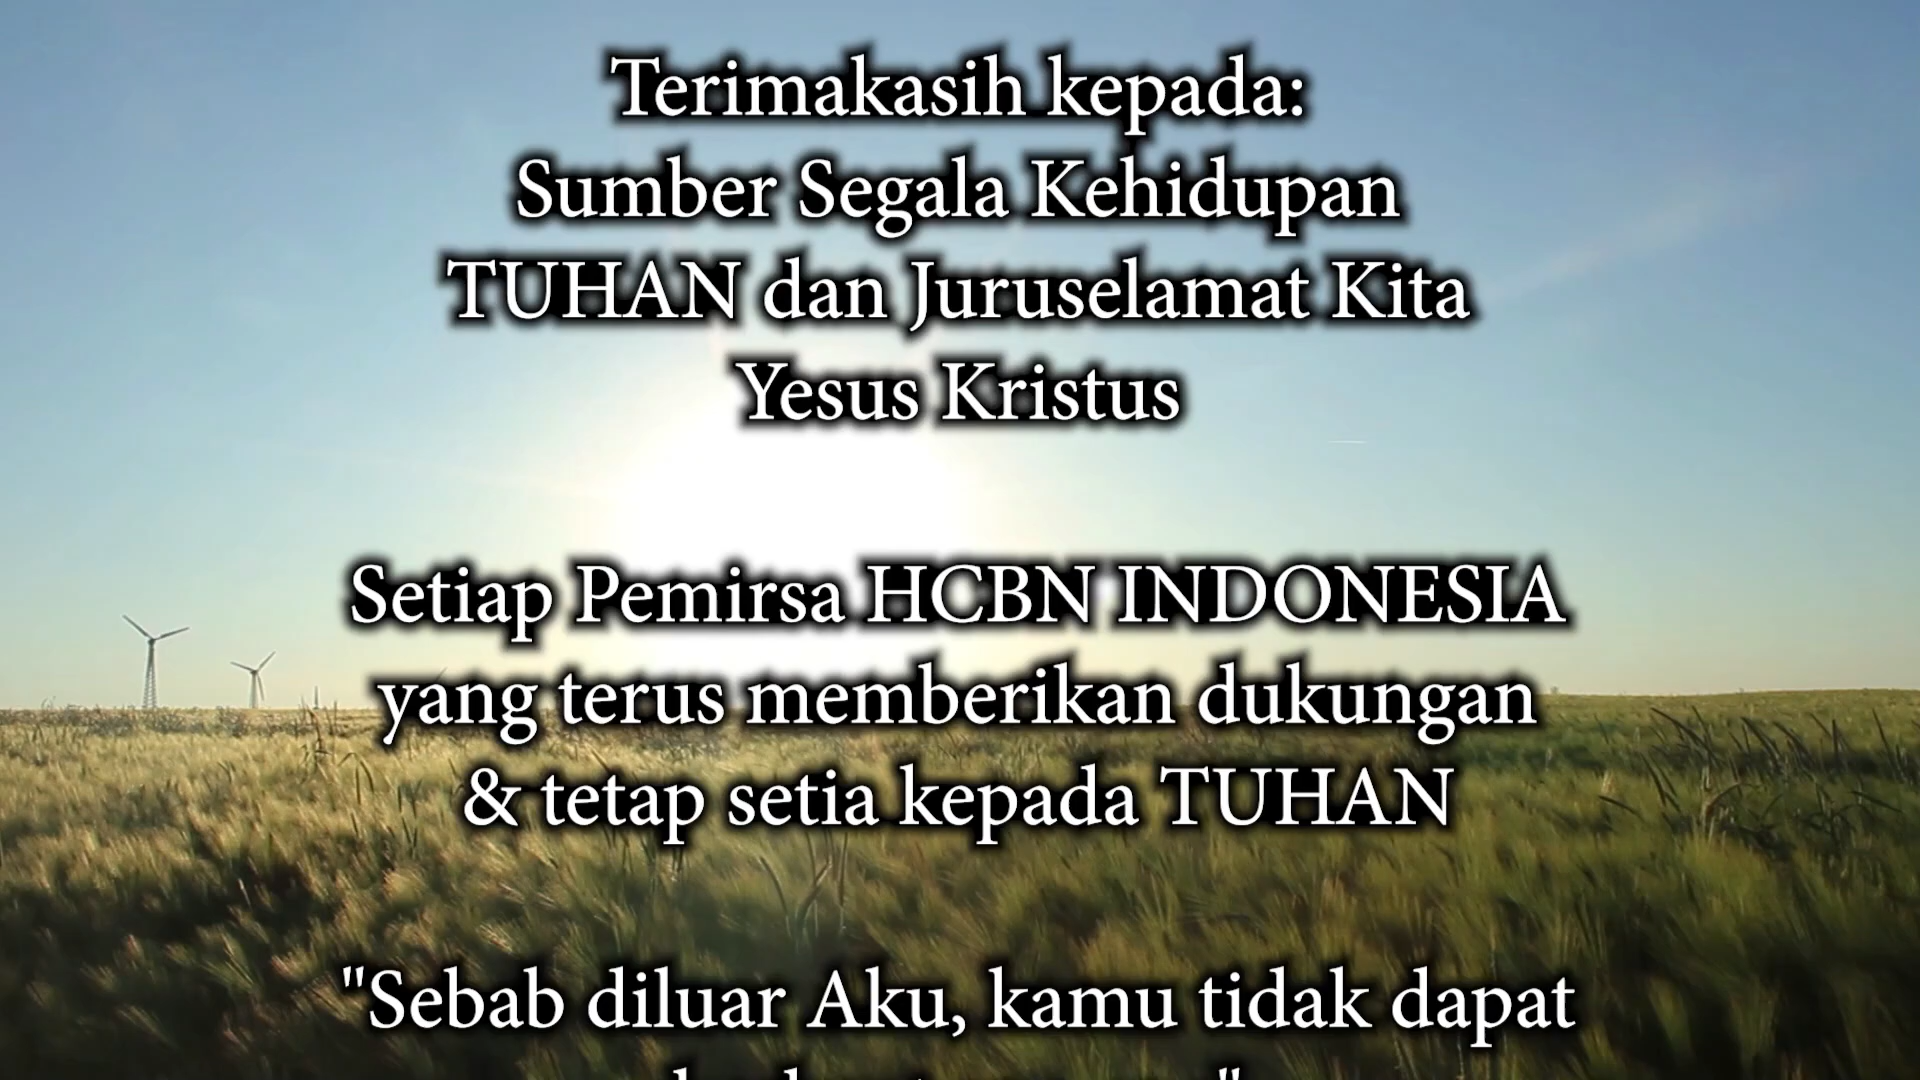 Terimakasih kepada:
Sumber Segala Kehidupan
TUHAN dan Juruselamat Kita
Yesus Kristus
Setiap Pemirsa HCBN INDONESIA
yang terus memberikan dukungan
& tetap setia kepada TUHAN
"Sebab diluar Aku, kamu tidak dapat